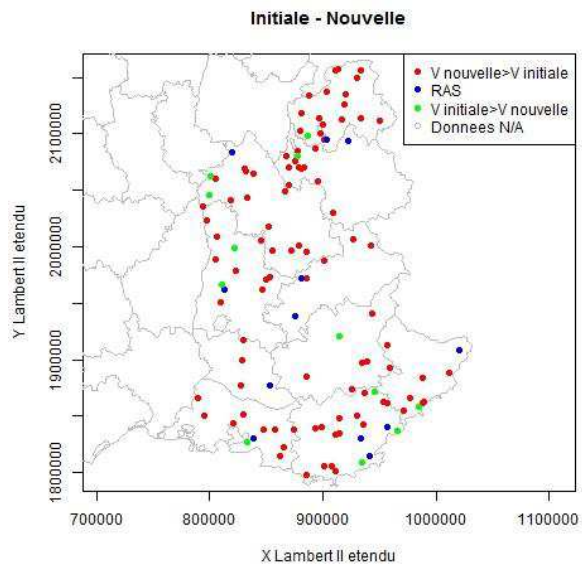 Initiale - Nouvelle
V nouvelle>V initiale
RAS
V initiale>V nouvelle
Donnees N/A
Y Lambert II etendu
2100000
2000000
1900000
1800000
700000
800000
900000
1000000
1100000
X Lambert II etendu